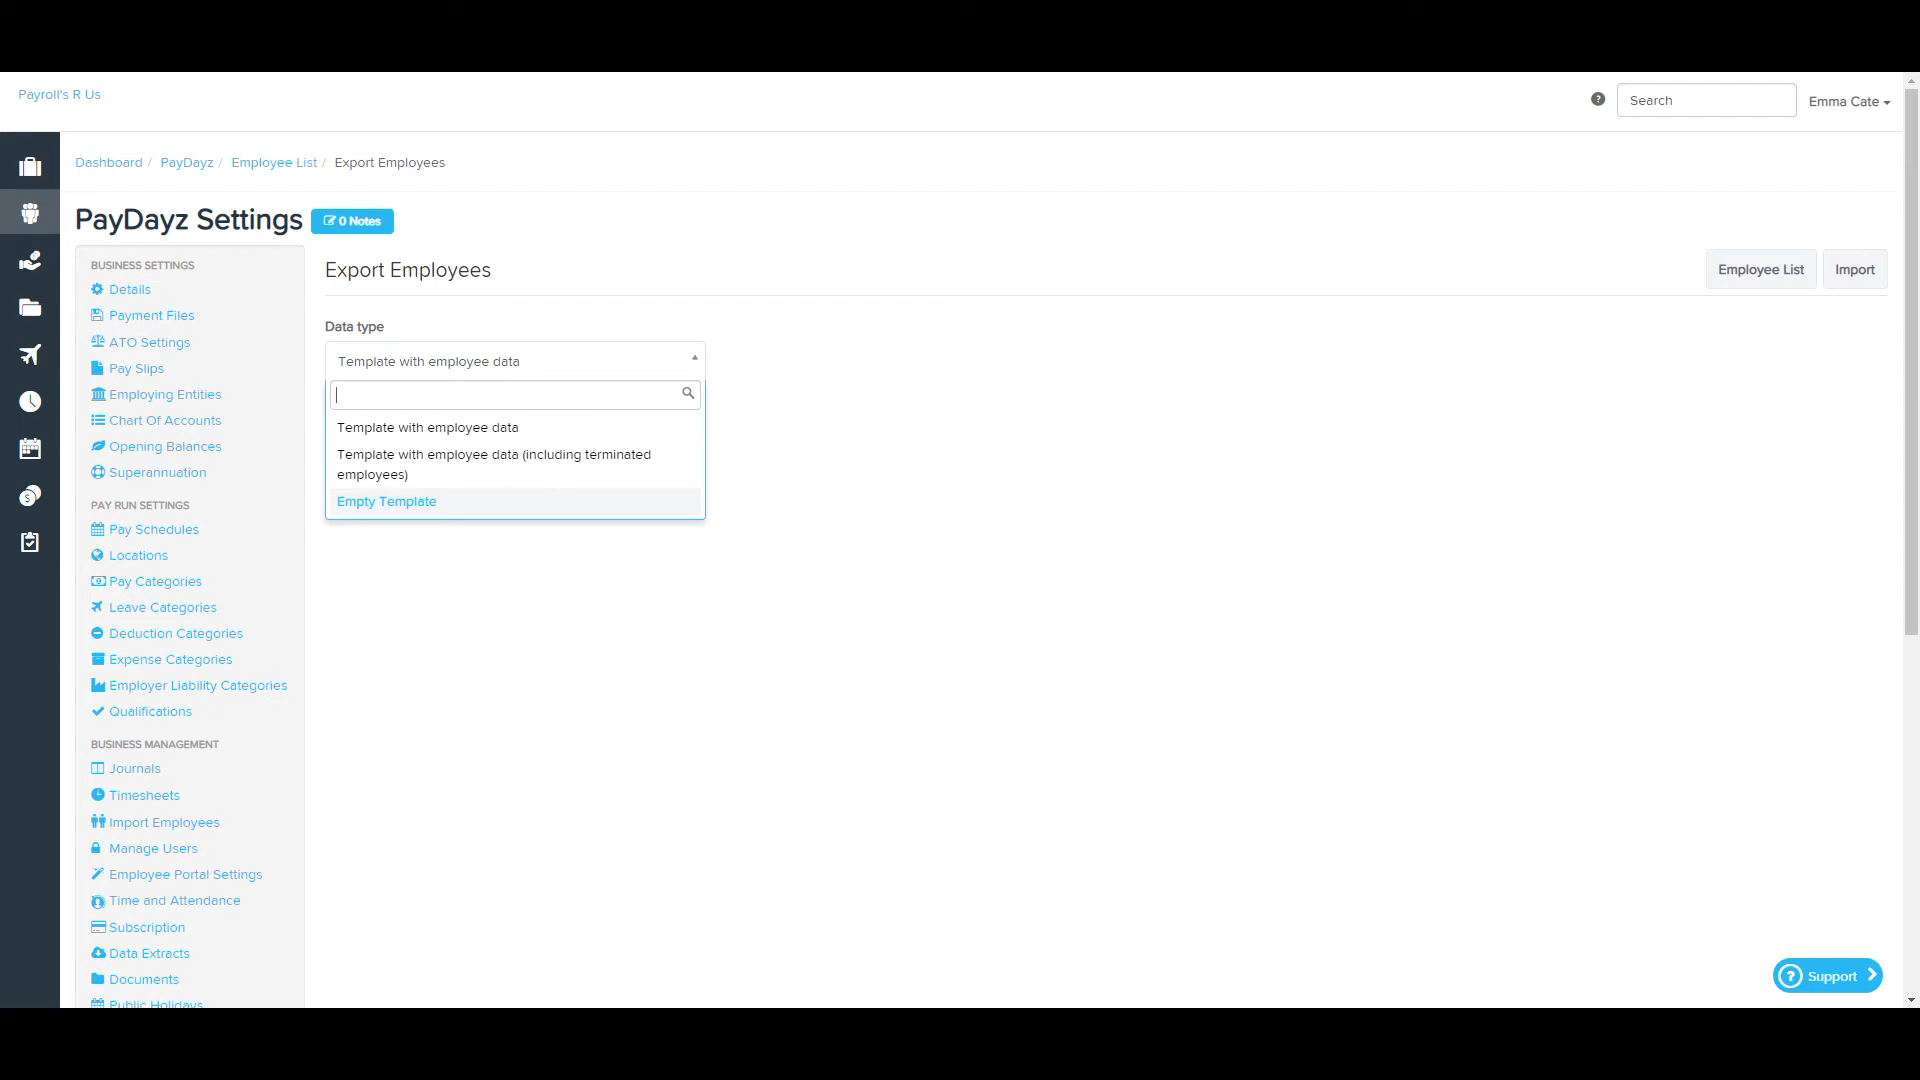 Payroll's R Us
Search
Emma Cate
Dashboard / PayDayz / Employee List / Export Employees
PayDayz Settings
0 Notes
BUSINESS SETTINGS
Details
Payment Files
ATO Settings
Pay Slips
Employing Entities
Chart Of Accounts
Opening Balances
Superannuation
PAY RUN SETTINGS
Pay Schedules
Locations
Pay Categories
Leave Categories
Deduction Categories
Expense Categories
Employer Liability Categories
Qualifications
BUSINESS MANAGEMENT
Journals
Timesheets
Import Employees
Manage Users
Employee Portal Settings
Time and Attendance
Subscription
Data Extracts
Documents
Public Holidays
Export Employees
Employee List
Import
Data type
Template with employee data
Template with employee data
Template with employee data (including terminated
employees)
Empty Template
? Support